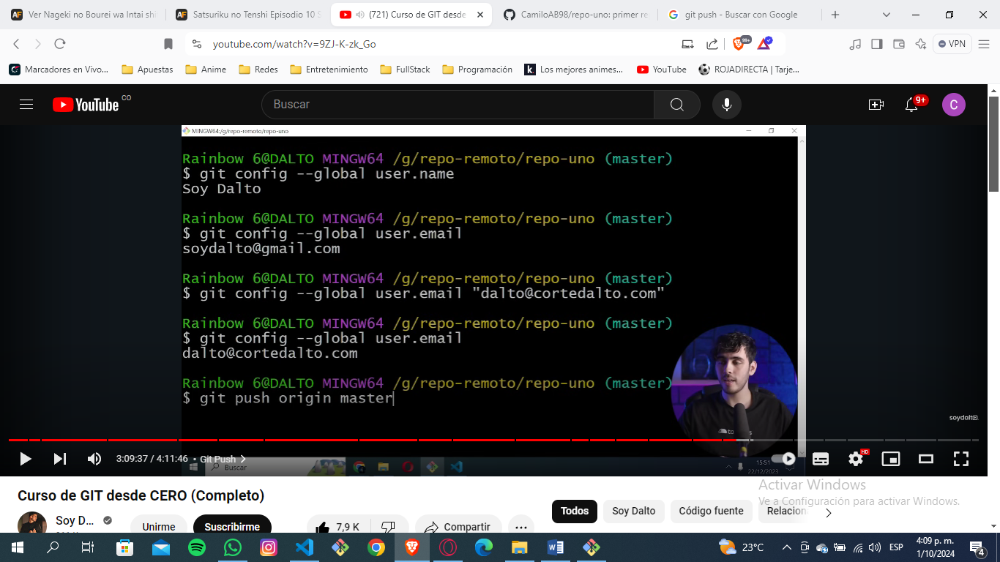 Ver Nageki no Bourei wa Intai shi
Satsuriku no Tenshi Episodio 10 S
(721) Curso de GIT desde
CamiloAB98/repo-uno: primer re
git push - Buscar con Google
youtube.com/watch?v=9ZJ-K-zk_Go
99+
VPN
Marcadores en Vivo...
Apuestas
Anime
Redes
Entretenimiento
FullStack
Programación
Los mejores animes...
YouTube
ROJADIRECTA | Tarje...
YouTube CO
Buscar
9+
C
MINGW64:/g/repo-remoto/repo-uno
Rainbow 6@DALTO MINGW64 /g/repo-remoto/repo-uno (master)
$ git config --global user.name
Soy Dalto
Rainbow 6@DALTO MINGW64 /g/repo-remoto/repo-uno (master)
$ git config --global user.email
soydalto@gmail.com
Rainbow 6@DALTO MINGW64 /g/repo-remoto/repo-uno (master)
$ git config --global user.email "dalto@cortedalto.com"
Rainbow 6@DALTO MINGW64 /g/repo-remoto/repo-uno (master)
$ git config --global user.email
dalto@cortedalto.com
Rainbow 6@DALTO MINGW64 /g/repo-remoto/repo-uno (master)
$ git push origin master
soydalto
3:09:37 / 4:11:46 • Git Push
HD
Buscar
15:51
22/12/2023
Curso de GIT desde CERO (Completo)
Activar Windows
Ve a Configuración para activar Windows.
Todos
Soy Dalto
Código fuente
Relacion
Soy D...
Unirme
Suscribirme
7,9 K
Compartir
23°C
ESP
4:09 p. m.
1/10/2024
4